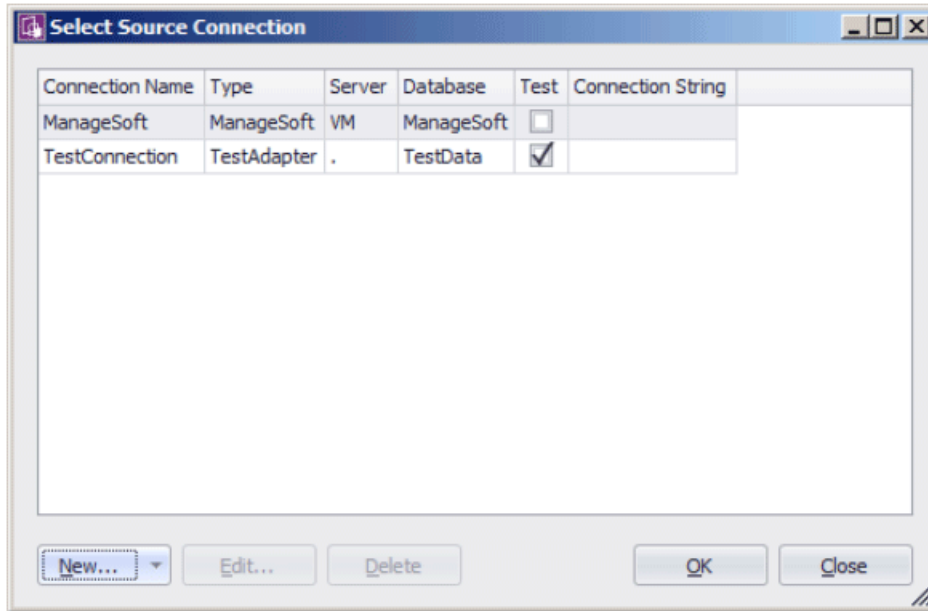 Select Source Connection
Connection Name Type Server Database Test Connection String
ManageSoft ManageSoft VM ManageSoft
TestConnection TestAdapter . TestData
New... Edit... Delete OK Close